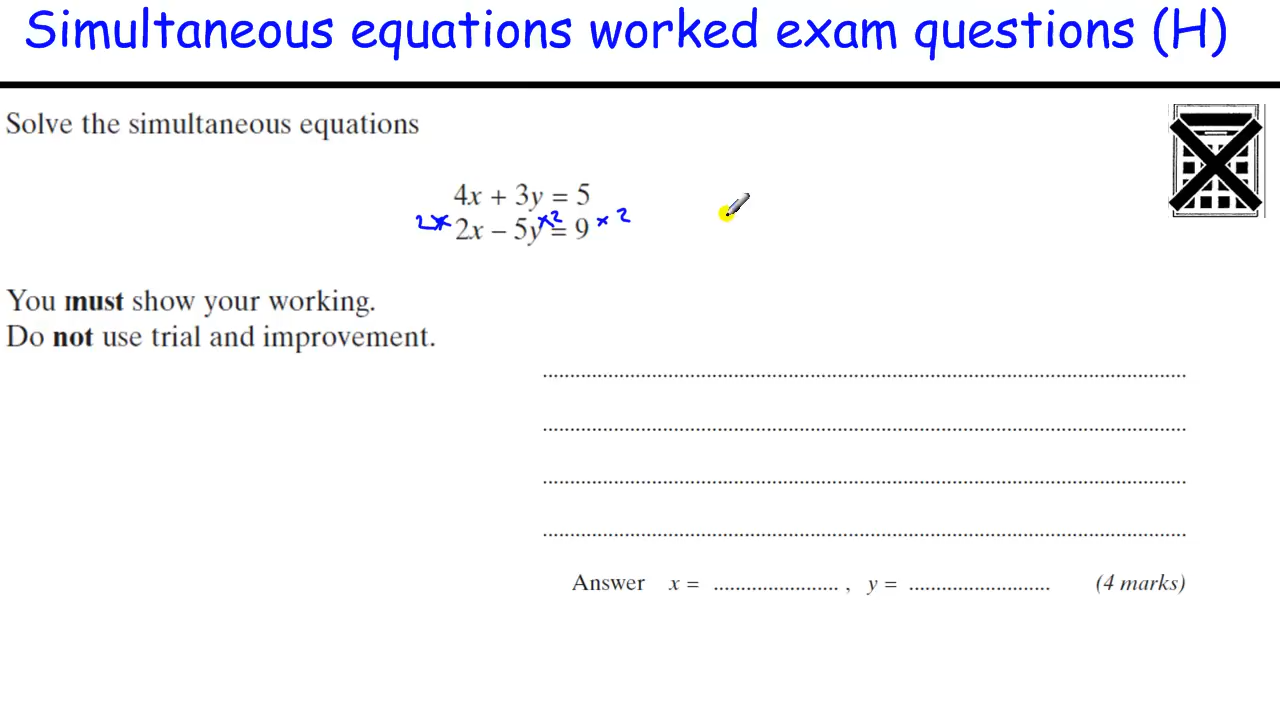 Simultaneous equations worked exam questions (H)
Solve the simultaneous equations
4x + 3y = 5
2× 2x − 5y ×2 = 9 × 2
You must show your working.
Do not use trial and improvement.
................................................................
................................................................
................................................................
................................................................
Answer x = ........................ , y = ........................... (4 marks)